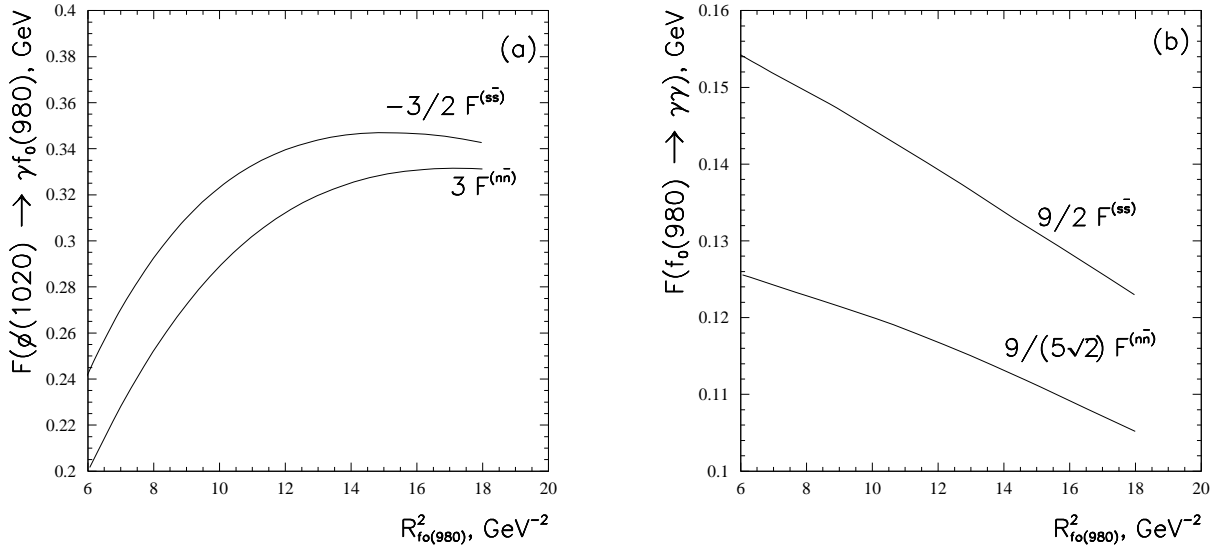 F(ϕ(1020) → γf₀(980), GeV
0.4
0.38
0.36
0.34
0.32
0.3
0.28
0.26
0.24
0.22
0.2
(a)
−3/2 F^(ss̄)
3 F^(nn̄)
6 8 10 12 14 16 18 20
R²_fo(980), GeV⁻²
F(f₀(980) → γγ), GeV
0.16
0.15
0.14
0.13
0.12
0.11
0.1
(b)
9/2 F^(ss̄)
9/(5√2) F^(nn̄)
6 8 10 12 14 16 18 20
R²_fo(980), GeV⁻²